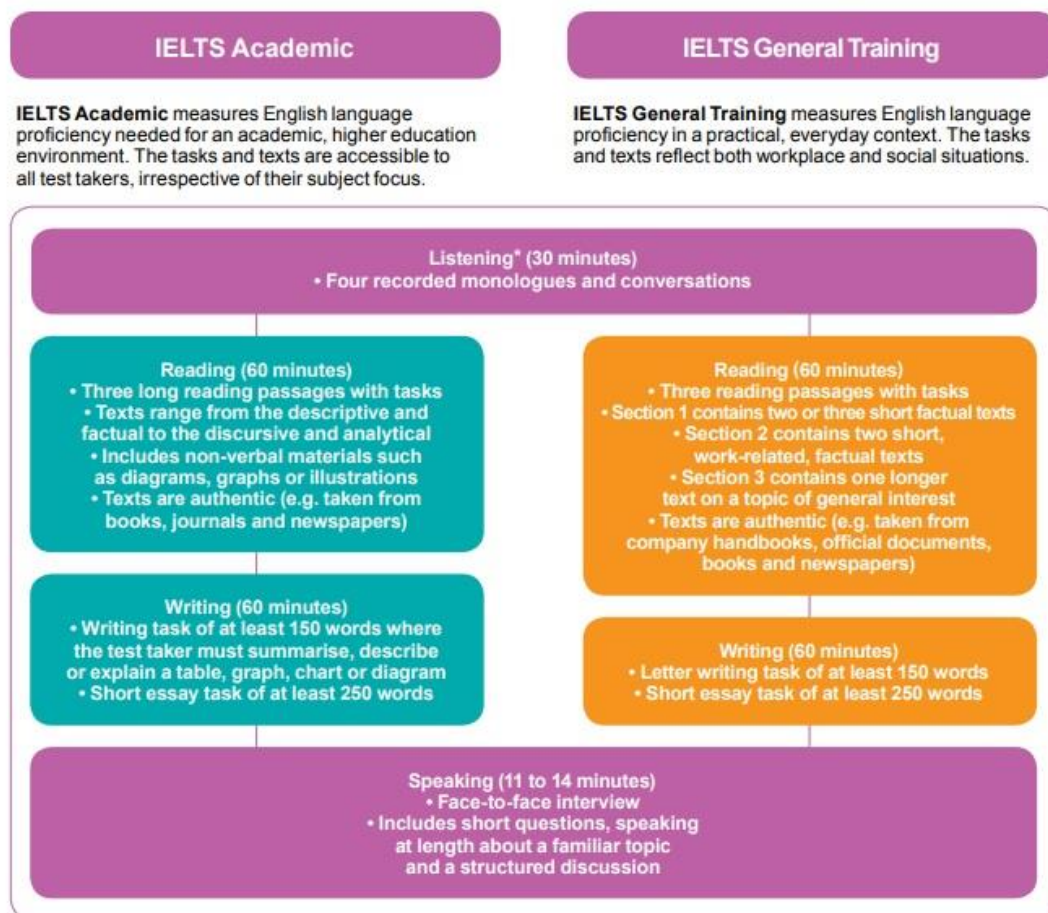 IELTS Academic
IELTS General Training
IELTS Academic measures English language
proficiency needed for an academic, higher education
environment. The tasks and texts are accessible to
all test takers, irrespective of their subject focus.
IELTS General Training measures English language
proficiency in a practical, everyday context. The tasks
and texts reflect both workplace and social situations.
Listening* (30 minutes)
• Four recorded monologues and conversations
Reading (60 minutes)
• Three long reading passages with tasks
• Texts range from the descriptive and
factual to the discursive and analytical
• Includes non-verbal materials such
as diagrams, graphs or illustrations
• Texts are authentic (e.g. taken from
books, journals and newspapers)
Reading (60 minutes)
• Three reading passages with tasks
• Section 1 contains two or three short factual texts
• Section 2 contains two short,
work-related, factual texts
• Section 3 contains one longer
text on a topic of general interest
• Texts are authentic (e.g. taken from
company handbooks, official documents,
books and newspapers)
Writing (60 minutes)
• Writing task of at least 150 words where
the test taker must summarise, describe
or explain a table, graph, chart or diagram
• Short essay task of at least 250 words
Writing (60 minutes)
• Letter writing task of at least 150 words
• Short essay task of at least 250 words
Speaking (11 to 14 minutes)
• Face-to-face interview
• Includes short questions, speaking
at length about a familiar topic
and a structured discussion